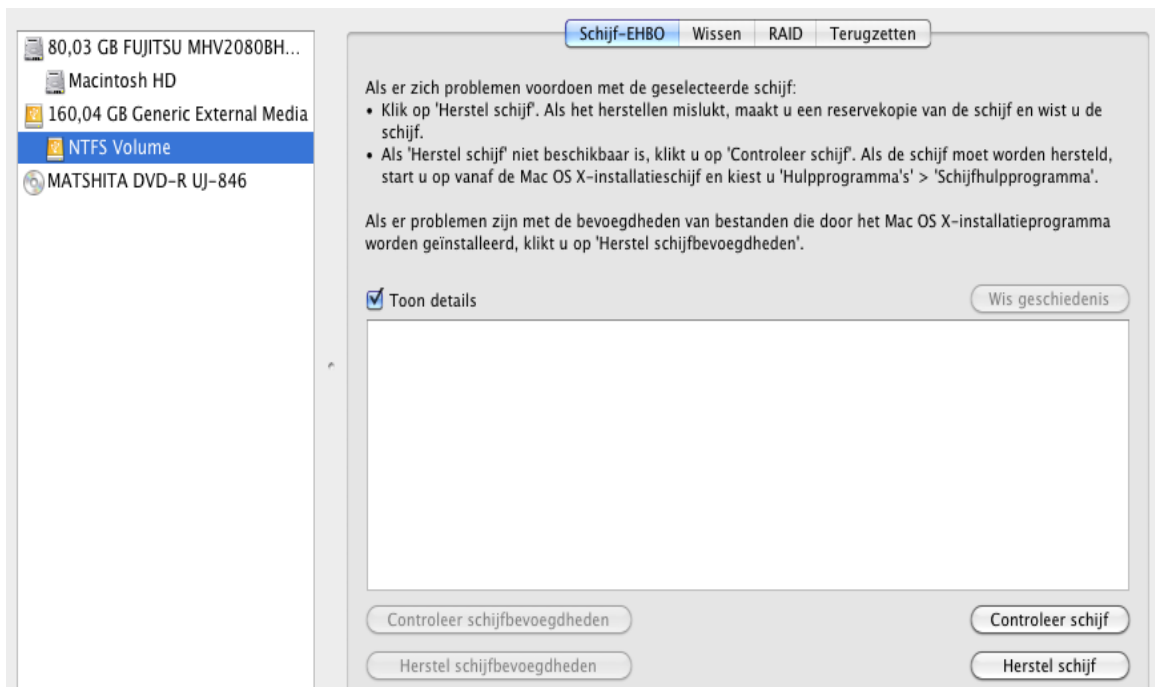 80,03 GB FUJITSU MHV2080BH...
Macintosh HD
160,04 GB Generic External Media
NTFS Volume
MATSHITA DVD-R UJ-846
Schijf-EHBO
Wissen
RAID
Terugzetten
Als er zich problemen voordoen met de geselecteerde schijf:
• Klik op 'Herstel schijf'. Als het herstellen mislukt, maakt u een reservekopie van de schijf en wist u de
schijf.
• Als 'Herstel schijf' niet beschikbaar is, klikt u op 'Controleer schijf'. Als de schijf moet worden hersteld,
start u op vanaf de Mac OS X-installatieschijf en kiest u 'Hulpprogramma's' > 'Schijfhulpprogramma'.
Als er problemen zijn met de bevoegdheden van bestanden die door het Mac OS X-installatieprogramma
worden geïnstalleerd, klikt u op 'Herstel schijfbevoegdheden'.
Toon details
Wis geschiedenis
Controleer schijfbevoegdheden
Controleer schijf
Herstel schijfbevoegdheden
Herstel schijf